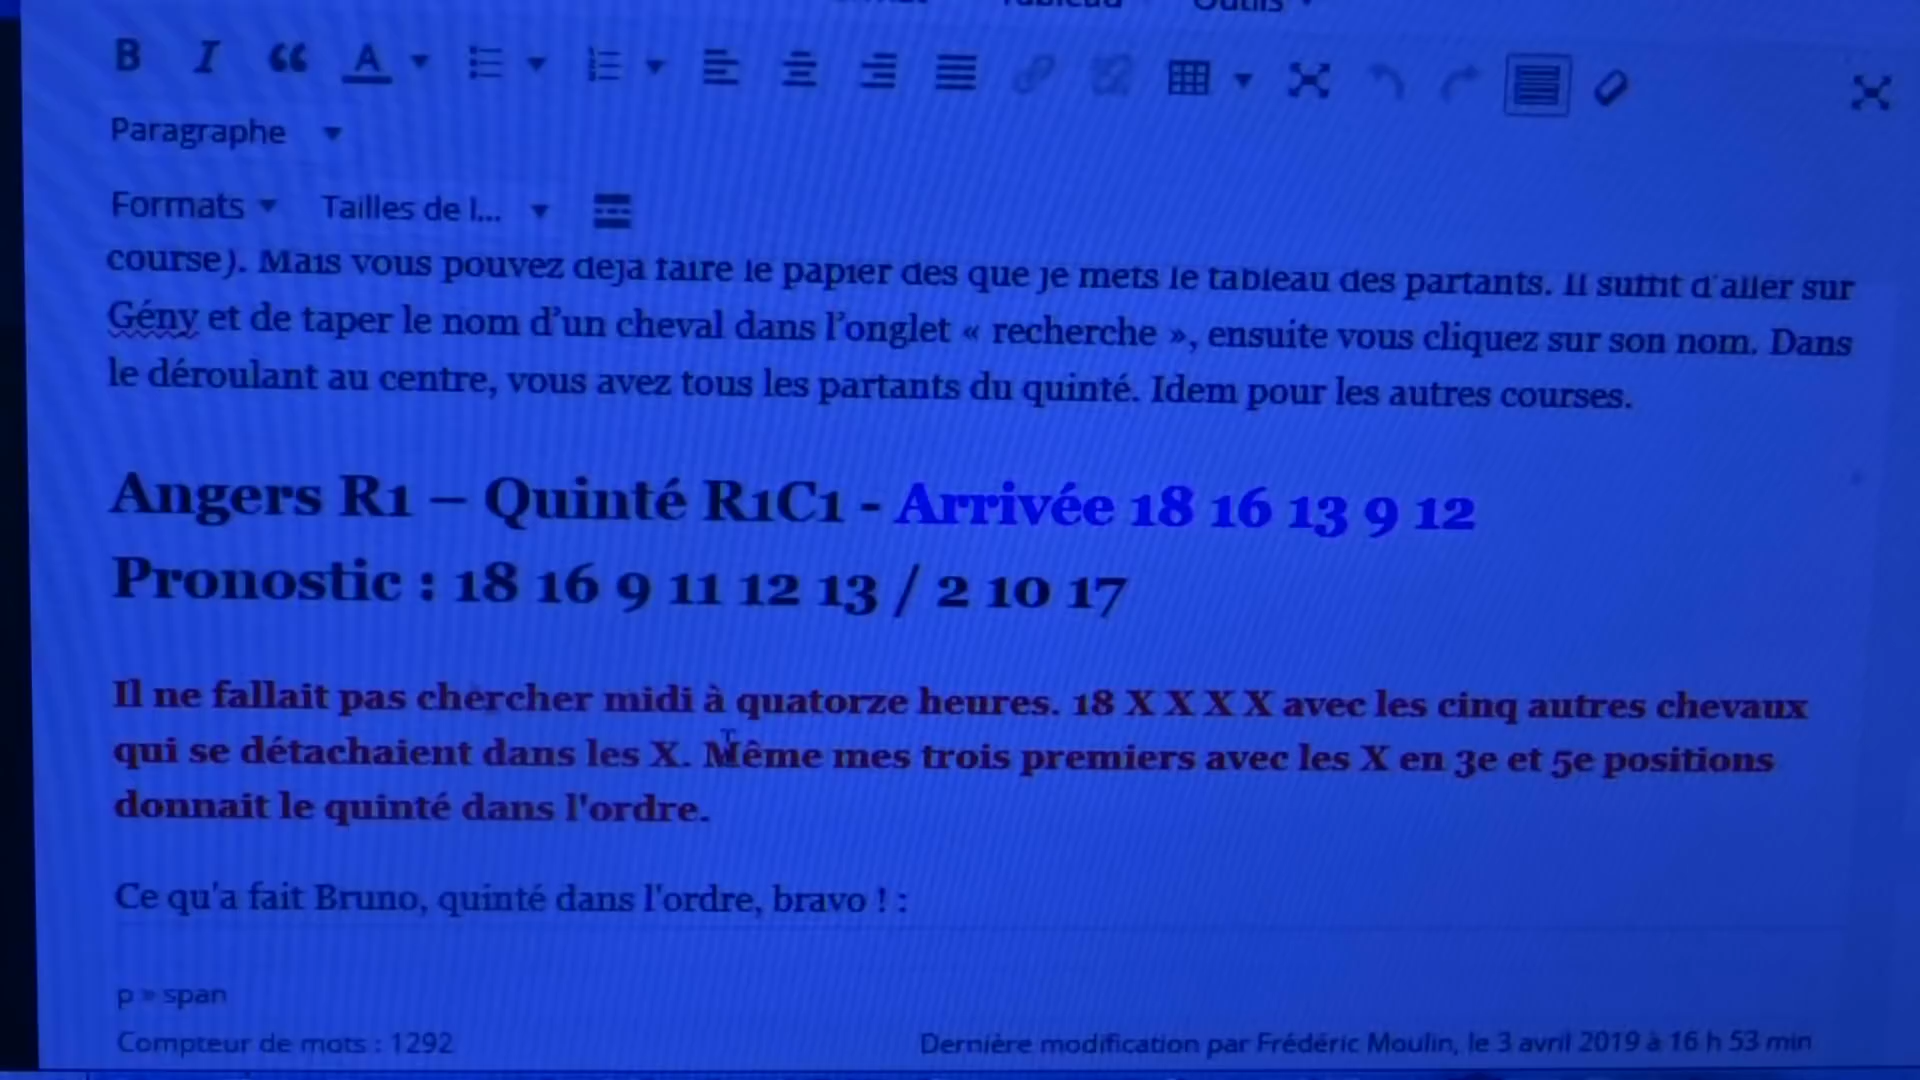 Outils
B I A
Paragraphe
Formats Tailles de l...
course). Mais vous pouvez déjà faire le papier dès que je mets le tableau des partants. Il suffit d'aller sur
Gény et de taper le nom d'un cheval dans l'onglet « recherche », ensuite vous cliquez sur son nom. Dans
le déroulant au centre, vous avez tous les partants du quinté. Idem pour les autres courses.
Angers R1 – Quinté R1C1 - Arrivée 18 16 13 9 12
Pronostic : 18 16 9 11 12 13 / 2 10 17
Il ne fallait pas chercher midi à quatorze heures. 18 X X X X avec les cinq autres chevaux
qui se détachaient dans les X. Même mes trois premiers avec les X en 3e et 5e positions
donnait le quinté dans l'ordre.
Ce qu'a fait Bruno, quinté dans l'ordre, bravo ! :
p » span
Compteur de mots : 1292 Dernière modification par Frédéric Moulin, le 3 avril 2019 à 16 h 53 min